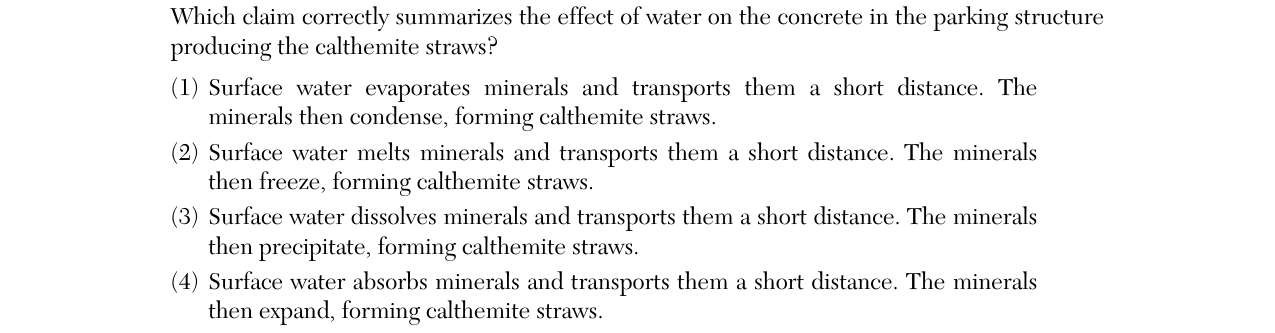 Which claim correctly summarizes the effect of water on the concrete in the parking structure
producing the calthemite straws?
(1) Surface water evaporates minerals and transports them a short distance. The
minerals then condense, forming calthemite straws.
(2) Surface water melts minerals and transports them a short distance. The minerals
then freeze, forming calthemite straws.
(3) Surface water dissolves minerals and transports them a short distance. The minerals
then precipitate, forming calthemite straws.
(4) Surface water absorbs minerals and transports them a short distance. The minerals
then expand, forming calthemite straws.